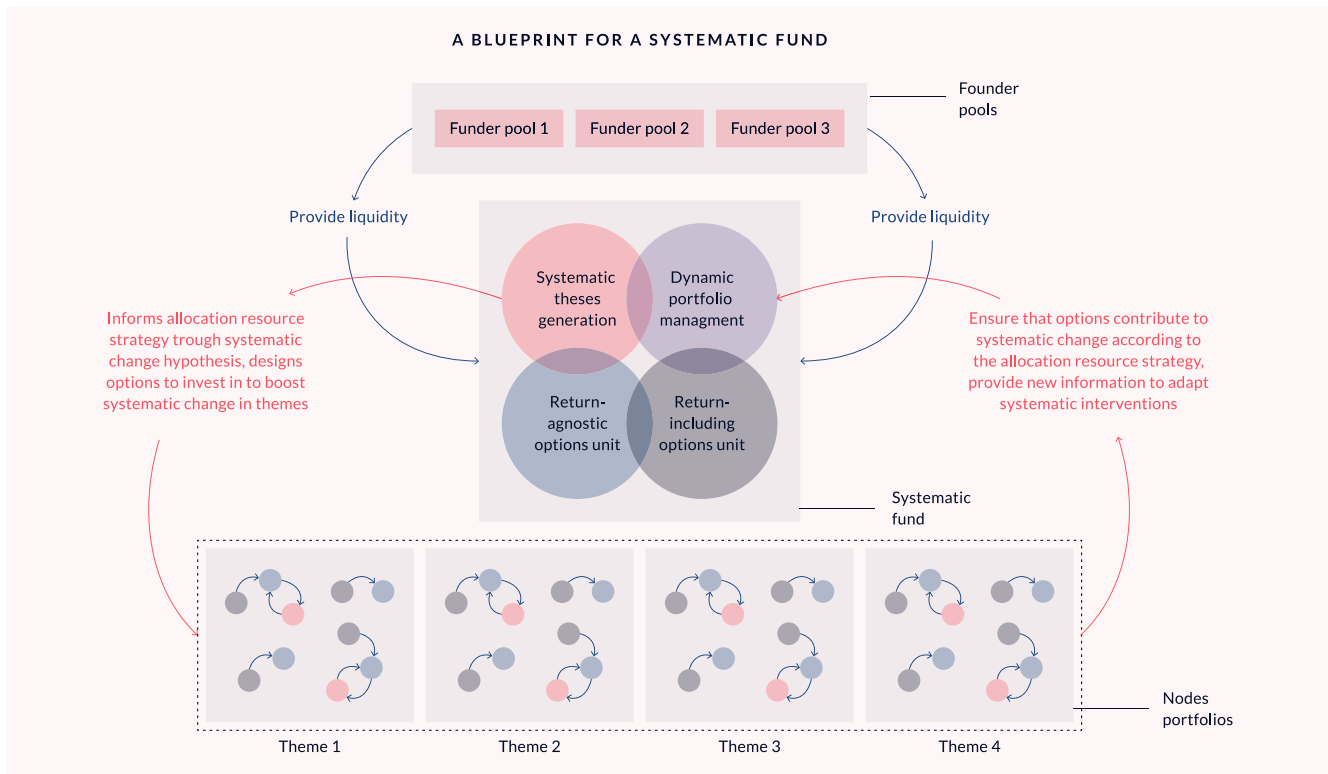 A BLUEPRINT FOR A SYSTEMATIC FUND
Founder
pools
Funder pool 1
Funder pool 2
Funder pool 3
Provide liquidity
Provide liquidity
Systematic
theses
generation
Dynamic
portfolio
managment
Return-
agnostic
options unit
Return-
including
options unit
Informs allocation resource
strategy trough systematic
change hypothesis, designs
options to invest in to boost
systematic change in themes
Ensure that options contribute to
systematic change according to
the allocation resource strategy,
provide new information to adapt
systematic interventions
Systematic
fund
Nodes
portfolios
Theme 1
Theme 2
Theme 3
Theme 4